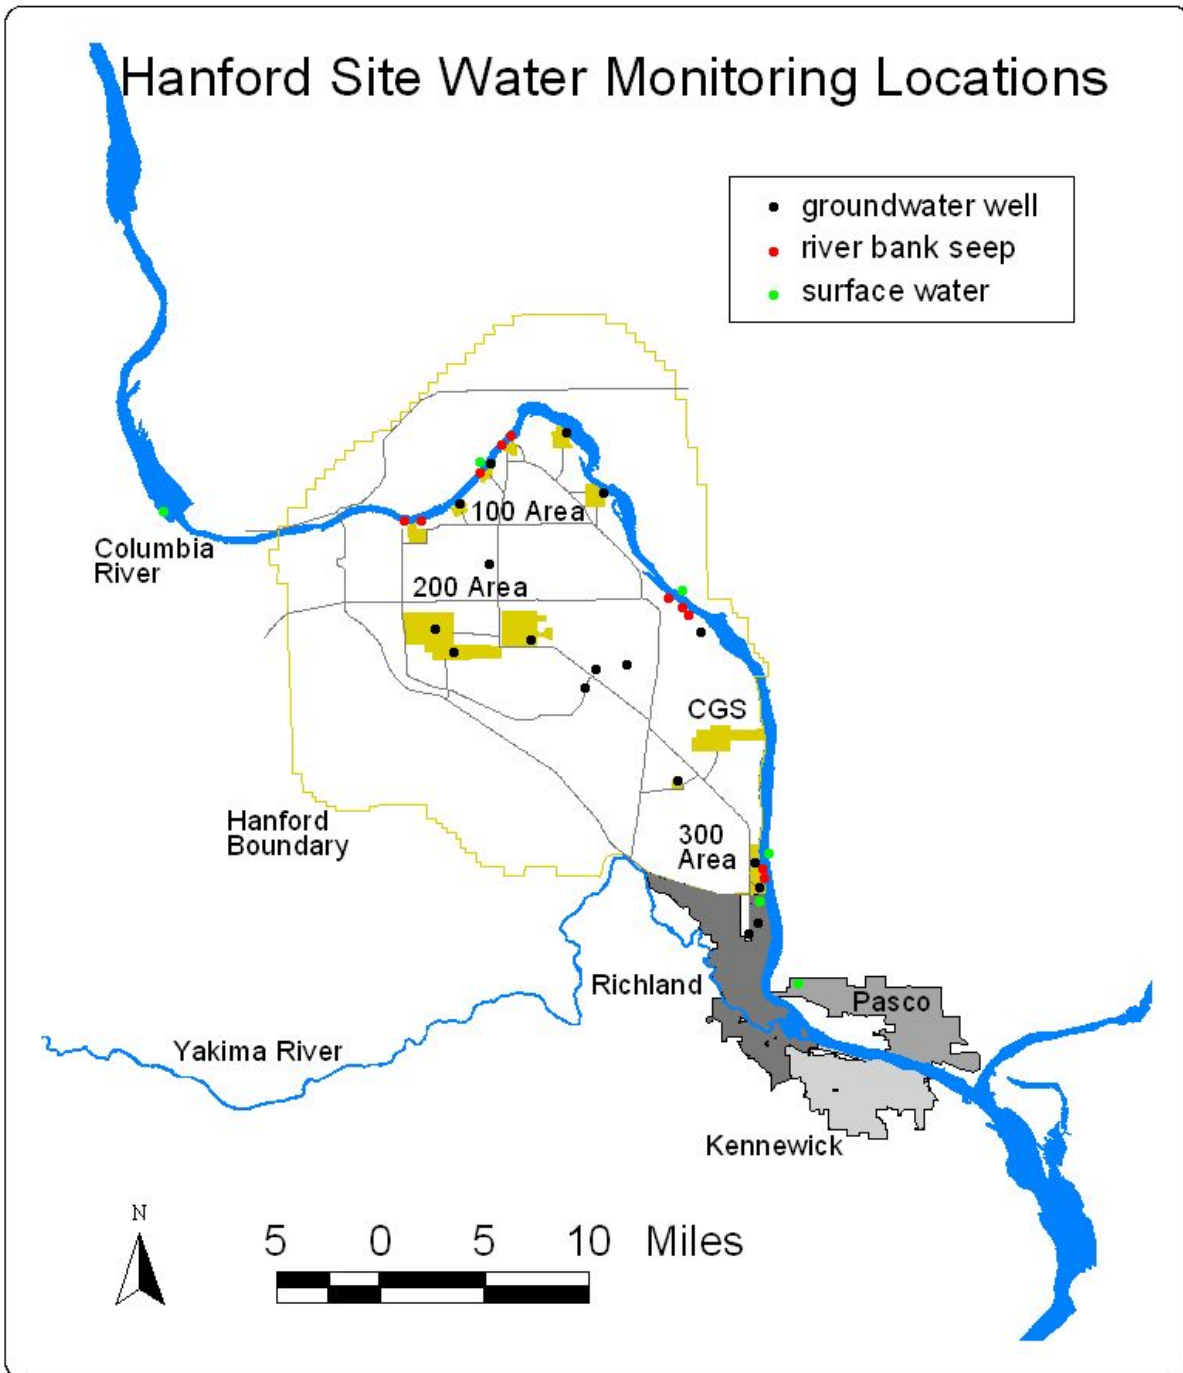 Hanford Site Water Monitoring Locations
groundwater well
river bank seep
surface water
100 Area
Columbia
River
200 Area
CGS
Hanford
Boundary
300
Area
Richland
Pasco
Yakima River
Kennewick
N
5 0 5 10 Miles